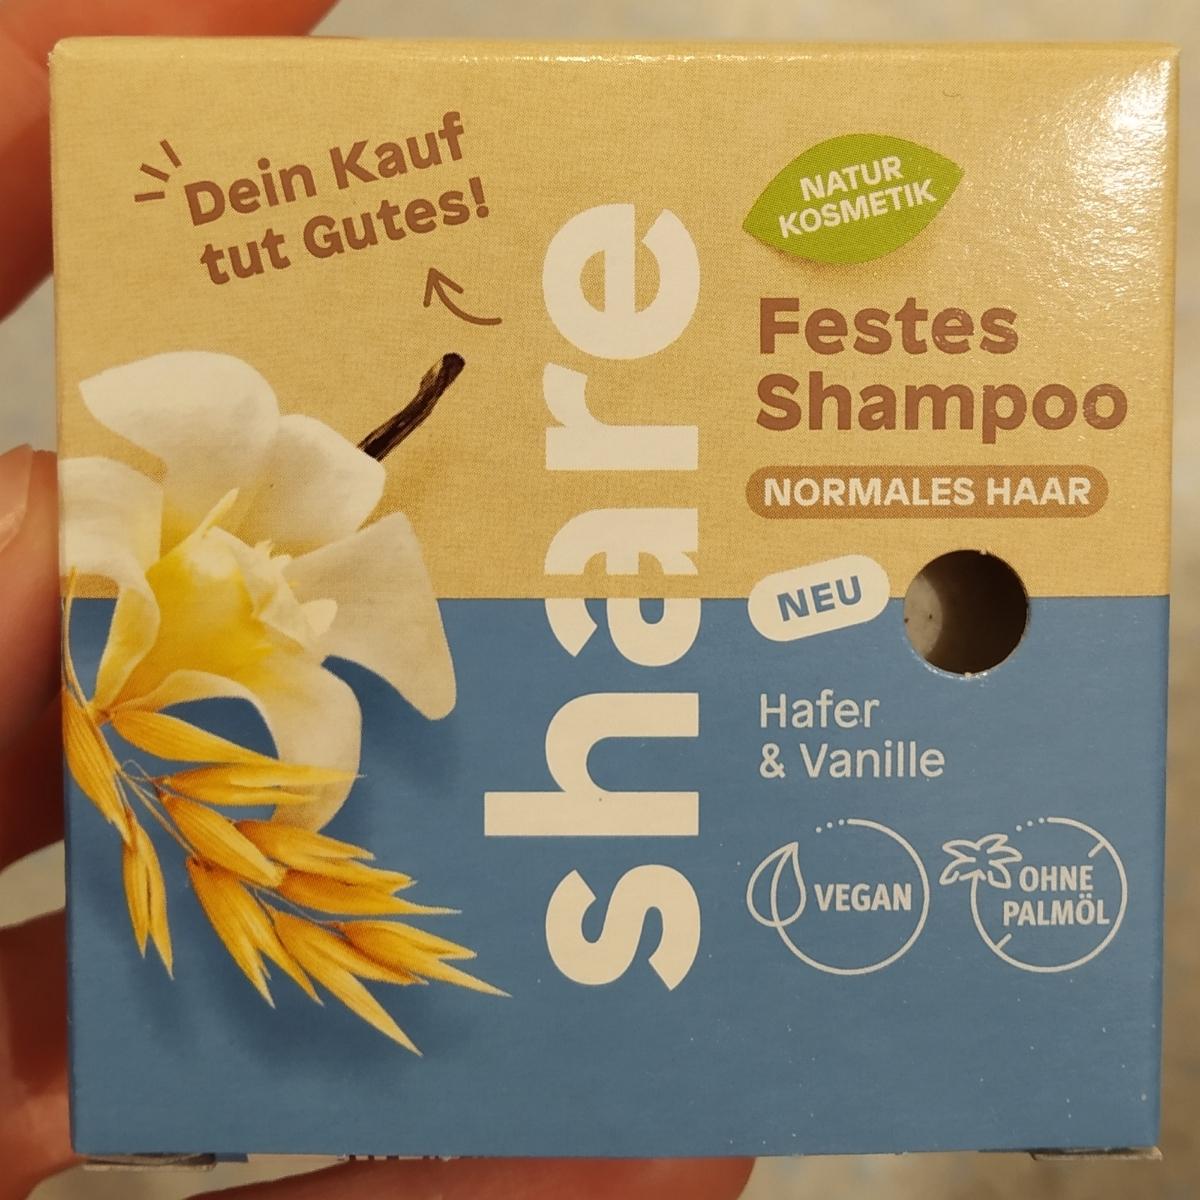 Dein Kauf
tut Gutes!
share
NATUR
KOSMETIK
Festes
Shampoo
NORMALES HAAR
NEU
Hafer
& Vanille
VEGAN
OHNE
PALMÖL